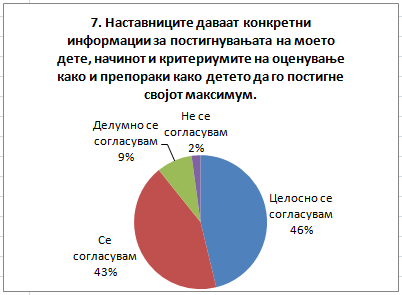 7. Наставниците даваат конкретни
информации за постигнувањата на моето
дете, начинот и критериумите на оценување
како и препораки како детето да го постигне
својот максимум.
Не се
согласувам
2%
Делумно се
согласувам
9%
Целосно се
согласувам
46%
Се
согласувам
43%